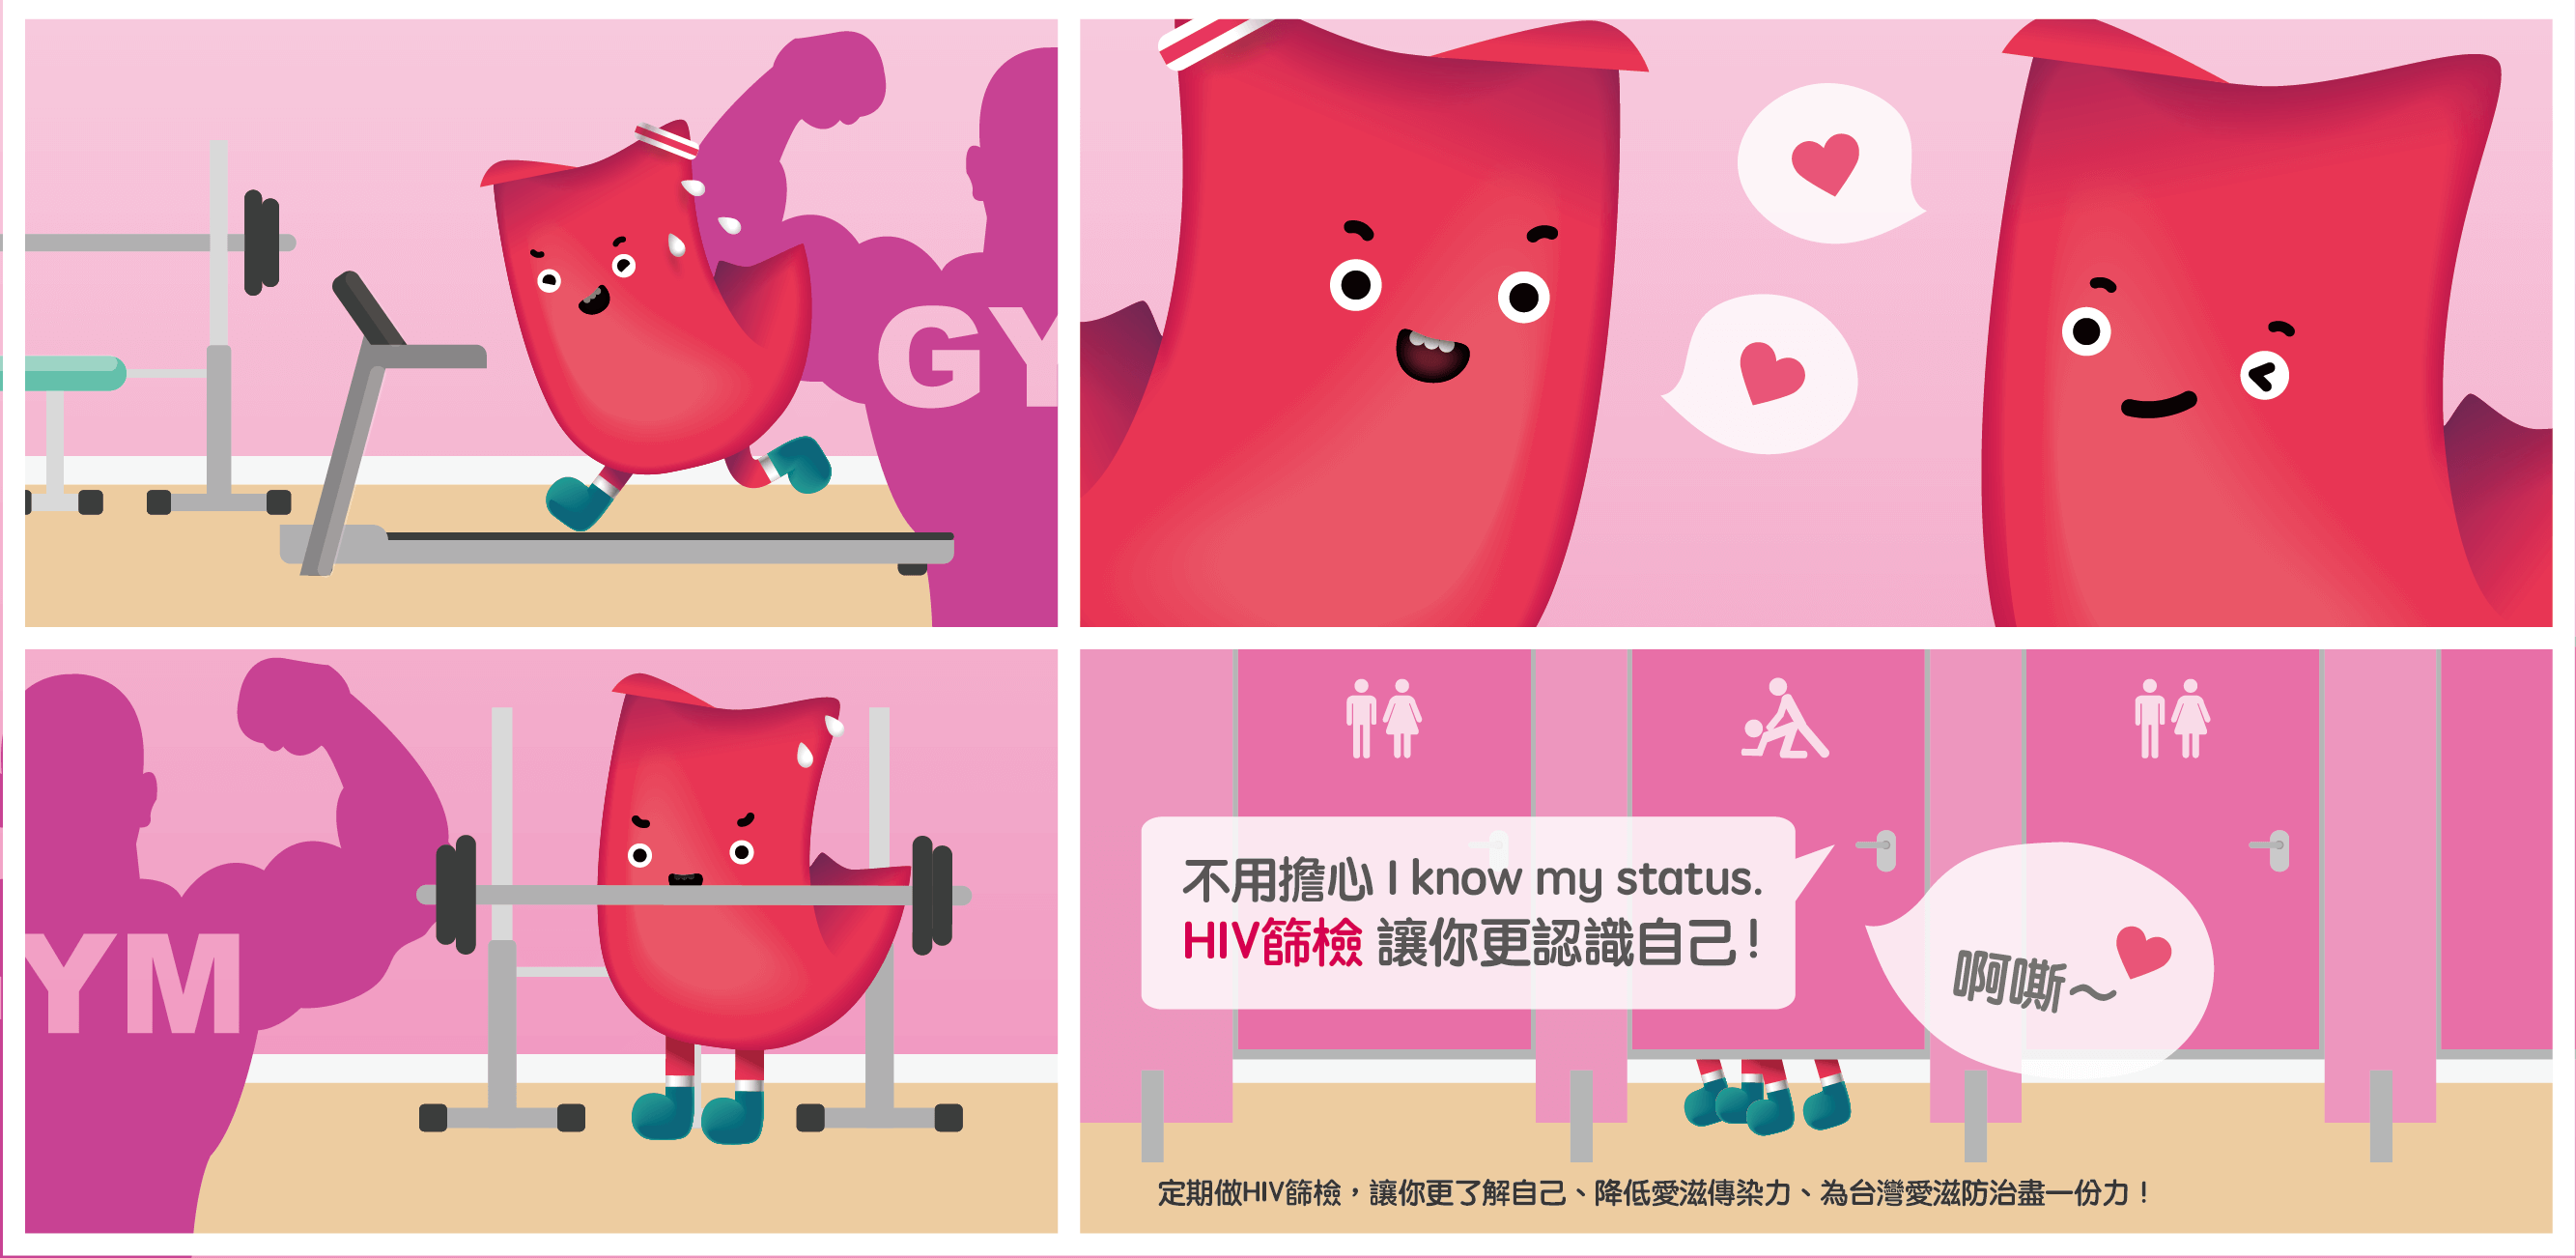 GY
YM
不用擔心 I know my status.
HIV篩檢 讓你更認識自己！
啊嘶～
定期做HIV篩檢，讓你更了解自己、降低愛滋傳染力、為台灣愛滋防治盡一份力！